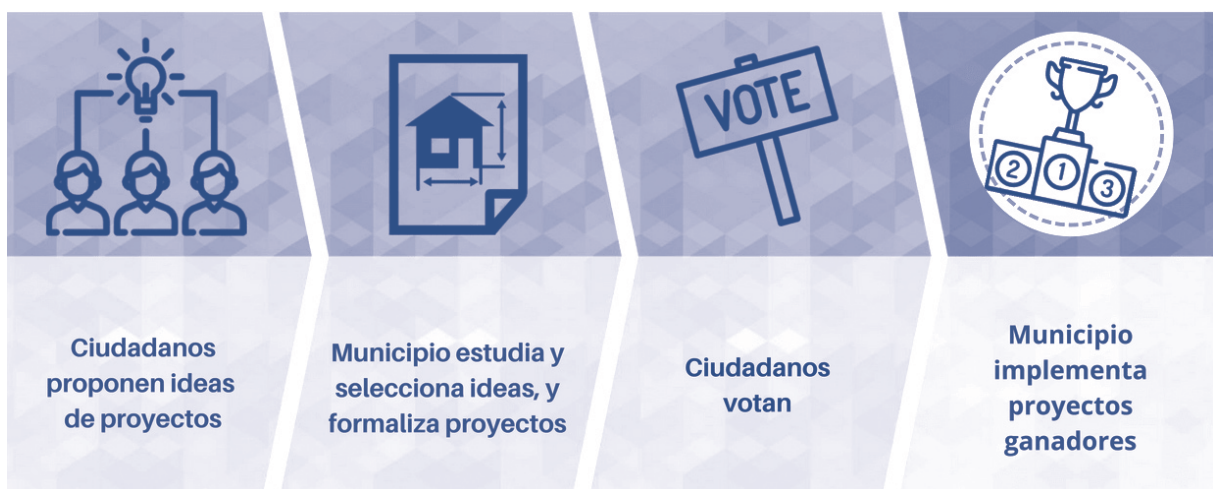 VOTE
2
1
3
Ciudadanos
proponen ideas
de proyectos
Municipio estudia y
selecciona ideas, y
formaliza proyectos
Ciudadanos
votan
Municipio
implementa
proyectos
ganadores